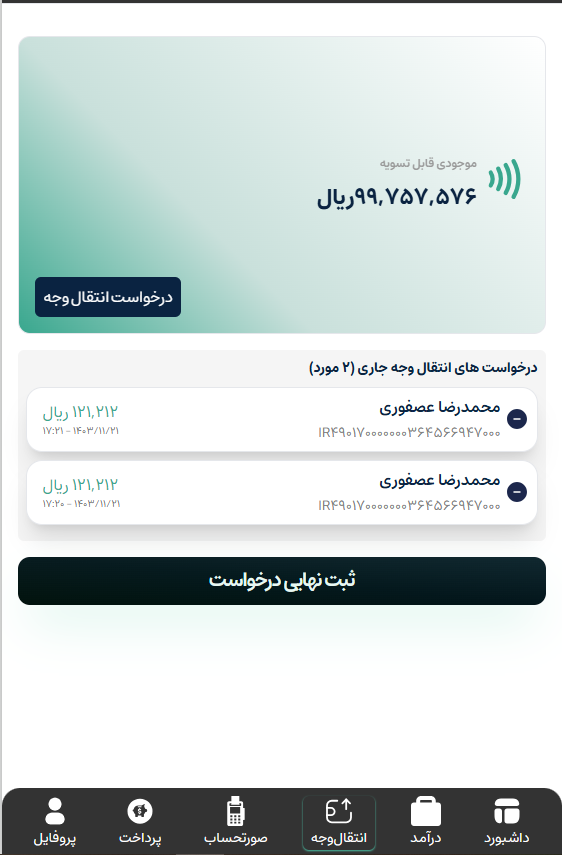 موجودی قابل تسویه
۹۹,۷۵۷,۵۷۶ریال
درخواست انتقال وجه
درخواست های انتقال وجه جاری (۲ مورد)
محمدرضا عصفوری
۱۲۱,۲۱۲ ریال
IR۴۹۰۱۷۰۰۰۰۰۰۰۳۶۴۵۶۶۹۴۷۰۰۰
۱۴۰۳/۱۱/۲۱ - ۱۷:۲۱
محمدرضا عصفوری
۱۲۱,۲۱۲ ریال
IR۴۹۰۱۷۰۰۰۰۰۰۰۳۶۴۵۶۶۹۴۷۰۰۰
۱۴۰۳/۱۱/۲۱ - ۱۷:۲۰
ثبت نهایی درخواست
داشبورد
درآمد
انتقال‌وجه
صورتحساب
پرداخت
پروفایل